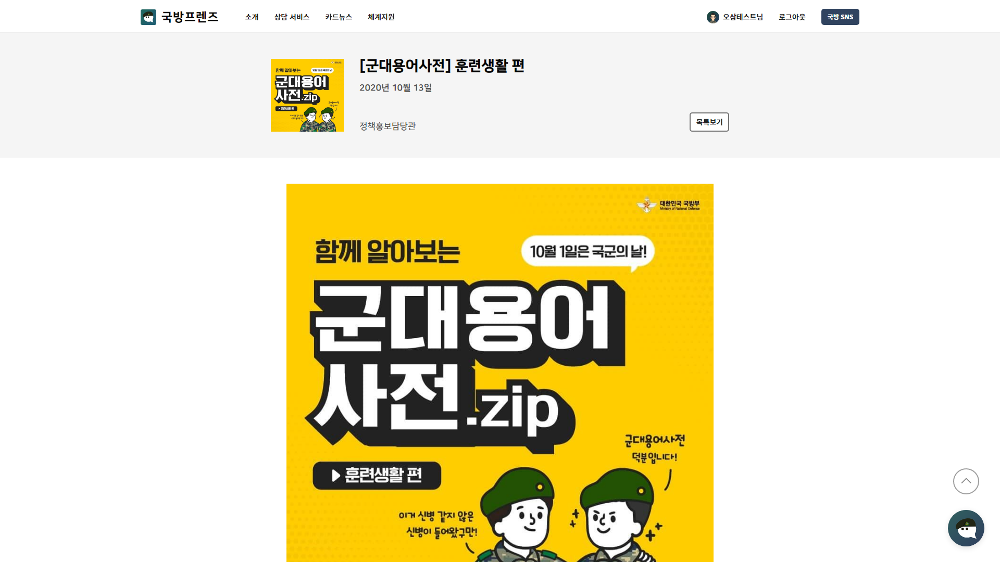 국방프렌즈
소개
상담 서비스
카드뉴스
체계지원
오삼테스트님
로그아웃
국방 SNS
함께 알아보는
10월 1일은 국군의 날!
군대용어
사전.zip
▶ 훈련생활 편
[군대용어사전] 훈련생활 편
2020년 10월 13일
정책홍보담당관
목록보기
대한민국 국방부
Ministry of National Defense
함께 알아보는
10월 1일은 국군의 날!
군대용어
사전.zip
▶ 훈련생활 편
군대용어사전
덕분입니다!
이거 신병 같지 않은
신병이 들어왔구만!